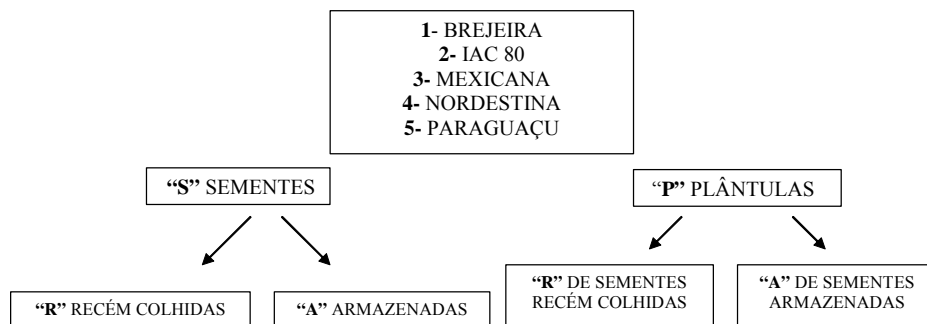 1- BREJEIRA
2- IAC 80
3- MEXICANA
4- NORDESTINA
5- PARAGUAÇU
“S” SEMENTES
“P” PLÂNTULAS
“R” RECÉM COLHIDAS
“A” ARMAZENADAS
“R” DE SEMENTES
RECÉM COLHIDAS
“A” DE SEMENTES
ARMAZENADAS